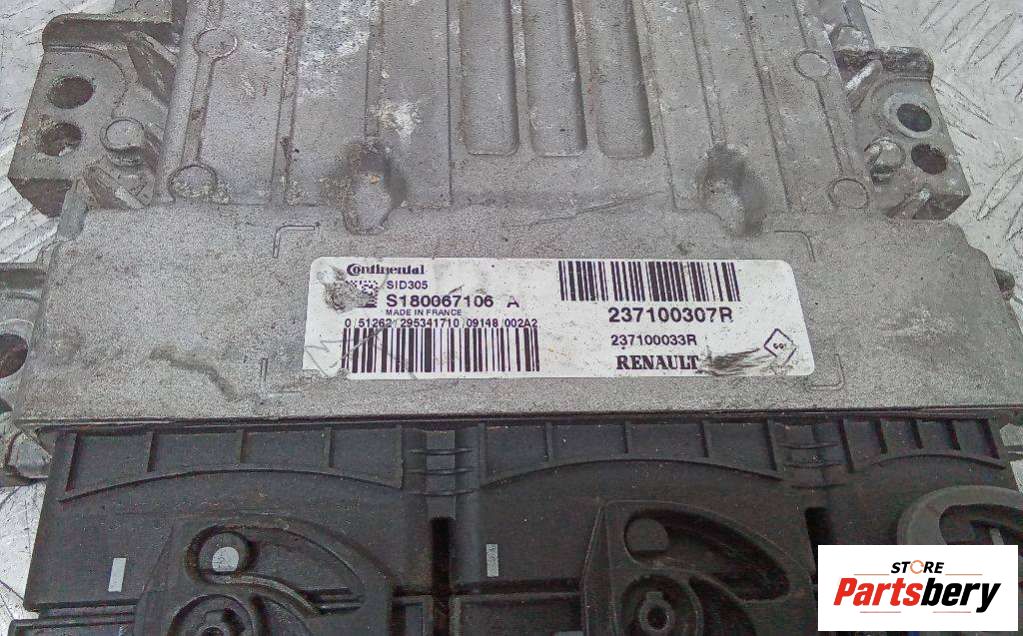 Continental
SID305
S180067106 A
MADE IN FRANCE
0 51262 295341710 09148 002A2
237100307R
237100033R
RENAULT
STORE
Partsbery